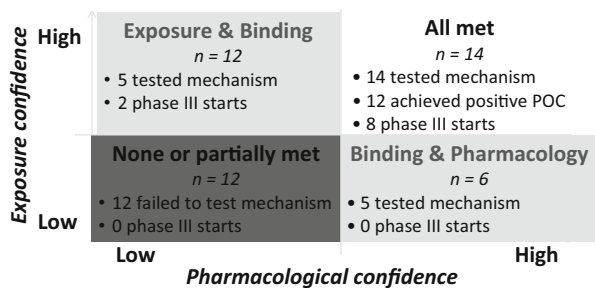 Exposure confidence
High
Low
Exposure & Binding
n = 12
• 5 tested mechanism
• 2 phase III starts
All met
n = 14
• 14 tested mechanism
• 12 achieved positive POC
• 8 phase III starts
None or partially met
n = 12
• 12 failed to test mechanism
• 0 phase III starts
Binding & Pharmacology
n = 6
• 5 tested mechanism
• 0 phase III starts
Low
High
Pharmacological confidence